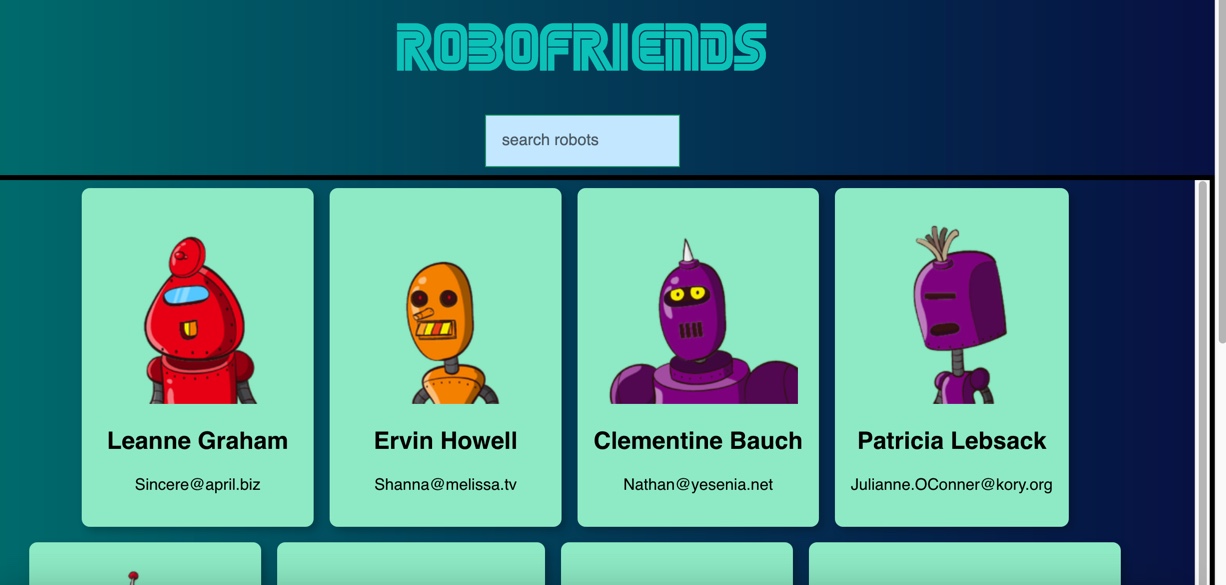 ROBOFRIENDS
search robots
Leanne Graham
Sincere@april.biz
Ervin Howell
Shanna@melissa.tv
Clementine Bauch
Nathan@yesenia.net
Patricia Lebsack
Julianne.OConner@kory.org